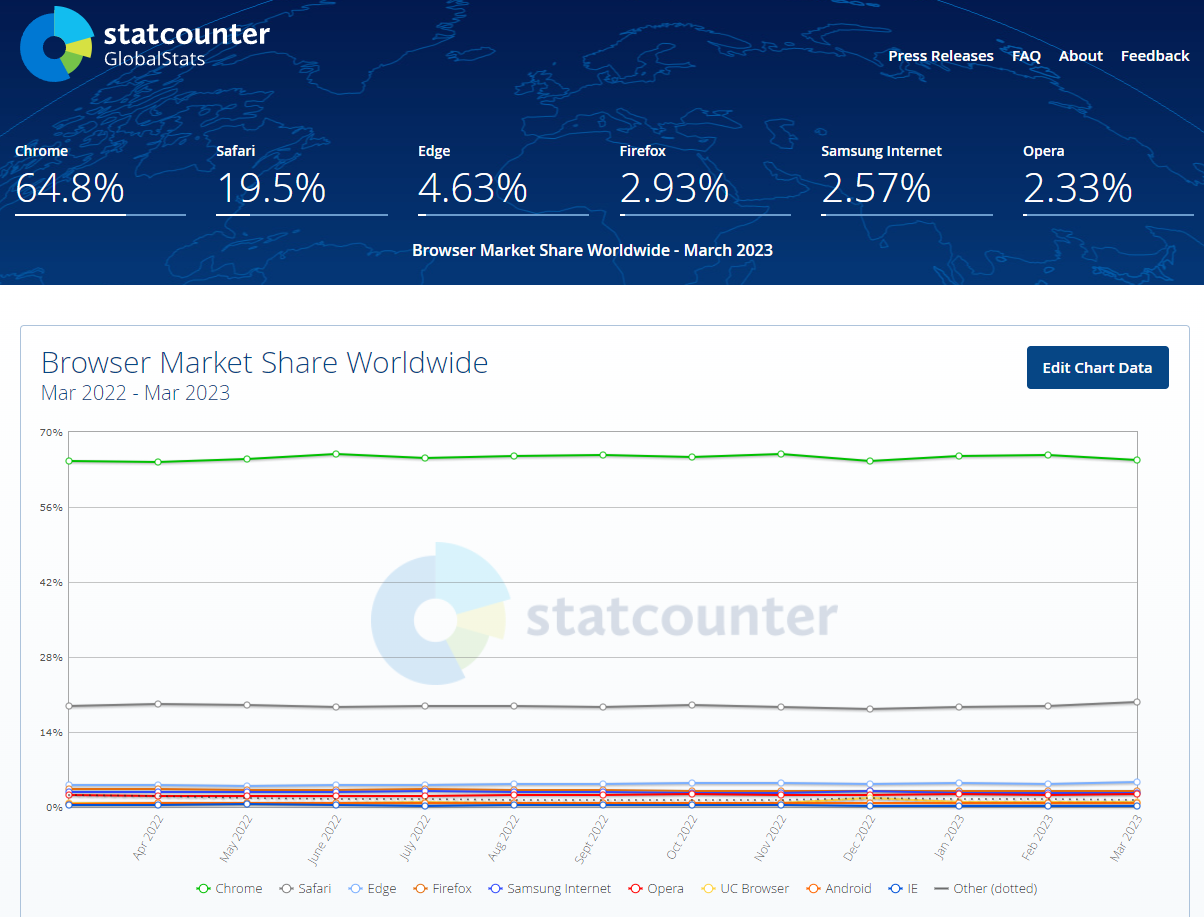 statcounter
GlobalStats
Press Releases FAQ About Feedback
Chrome Safari Edge Firefox Samsung Internet Opera
64.8% 19.5% 4.63% 2.93% 2.57% 2.33%
Browser Market Share Worldwide - March 2023
Browser Market Share Worldwide
Mar 2022 - Mar 2023
Edit Chart Data
70%
56%
42%
statcounter
28%
14%
0%
Apr 2022 May 2022 June 2022 July 2022 Aug 2022 Sept 2022 Oct 2022 Nov 2022 Dec 2022 Jan 2023 Feb 2023 Mar 2023
Chrome Safari Edge Firefox Samsung Internet Opera UC Browser Android IE Other (dotted)